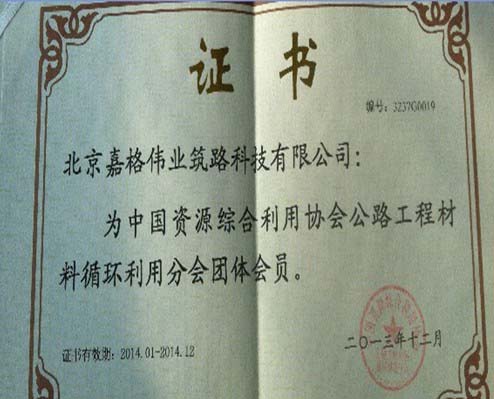 证书
编号：3237G0019
北京嘉格伟业筑路科技有限公司：
为中国资源综合利用协会公路工程材
料循环利用分会团体会员。
二〇一三年十二月
证书有效期：2014.01-2014.12